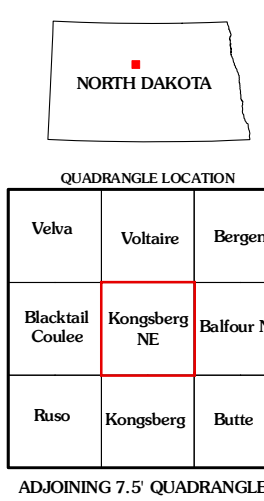 NORTH DAKOTA
QUADRANGLE LOCATION
Velva
Voltaire
Bergen
Blacktail
Coulee
Kongsberg
NE
Balfour
Ruso
Kongsberg
Butte
ADJOINING 7.5' QUADRANGLE